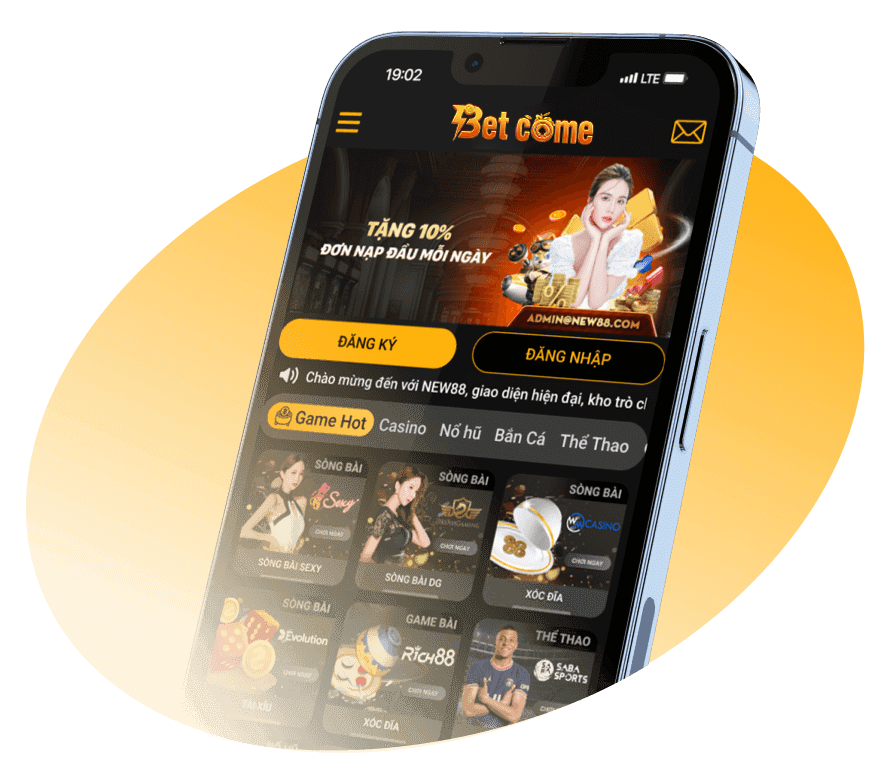 19:02
LTE
Bet come
TẶNG 10%
ĐƠN NẠP ĐẦU MỖI NGÀY
ADMIN@NEW88.COM
ĐĂNG KÝ
ĐĂNG NHẬP
Chào mừng đến với NEW88, giao diện hiện đại, kho trò
Game Hot
Casino
Nổ hũ
Bắn Cá
Thể Thao
SÒNG BÀI
Sexy
CHƠI NGAY
SÒNG BÀI SEXY
SÒNG BÀI
CHƠI NGAY
SÒNG BÀI DG
SÒNG BÀI
WM CASINO
CHƠI NGAY
XÓC ĐĨA
SÒNG BÀI
Evolution
CHƠI NGAY
TÀI XỈU
GAME BÀI
RICH88
CHƠI NGAY
XÓC ĐĨA
THỂ THAO
SABA
SPORTS
CHƠI NGAY